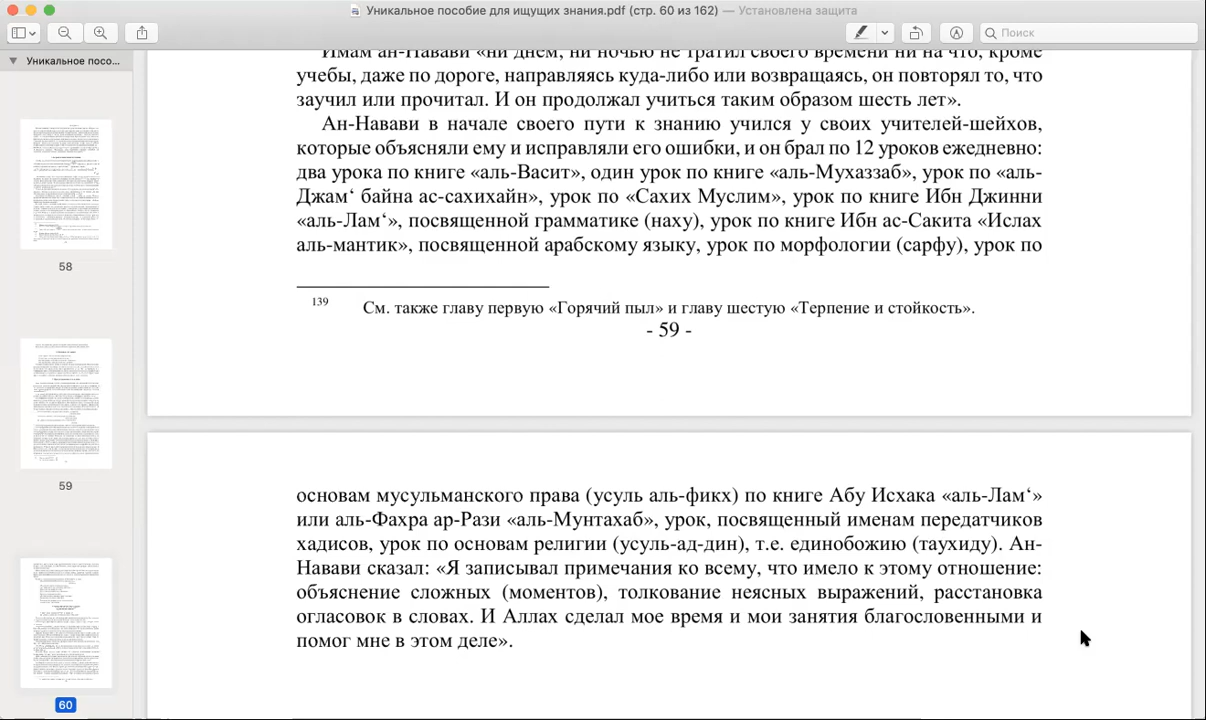 Уникальное пособие для ищущих знания.pdf (стр. 60 из 162) — Установлена защита
Поиск
Уникальное посо...
58
59
60
Имам ан-Навави «ни днем, ни ночью не тратил своего времени ни на что, кроме
учебы, даже по дороге, направляясь куда-либо или возвращаясь, он повторял то, что
заучил или прочитал. И он продолжал учиться таким образом шесть лет».
Ан-Навави в начале своего пути к знанию учился у своих учителей-шейхов,
которые объясняли смысл и исправляли его ошибки, и он брал по 12 уроков ежедневно:
два урока по книге «аль-Васит», один урок по книге «аль-Мухаззаб», урок по «аль-
Джам‘ байна-ас-сахихайн», урок по «Сахих Муслим», урок по книге Ибн Джинни
«аль-Лам‘», посвященной грамматике (наху), урок по книге Ибн ас-Сакита «Ислах
аль-мантик», посвященной арабскому языку, урок по морфологии (сарфу), урок по
139 См. также главу первую «Горячий пыл» и главу шестую «Терпение и стойкость».
- 59 -
основам мусульманского права (усуль аль-фикх) по книге Абу Исхака «аль-Лам‘»
или аль-Фахра ар-Рази «аль-Мунтахаб», урок, посвященный именам передатчиков
хадисов, урок по основам религии (усуль-ад-дин), т.е. единобожию (таухиду). Ан-
Навави сказал: «Я записывал примечания ко всему, что имело к этому отношение:
объяснение сложных (моментов), толкование неясных выражений, расстановка
огласовок в словах. Аллах сделал мое время и мои занятия благословенными и
помог мне в этом деле».